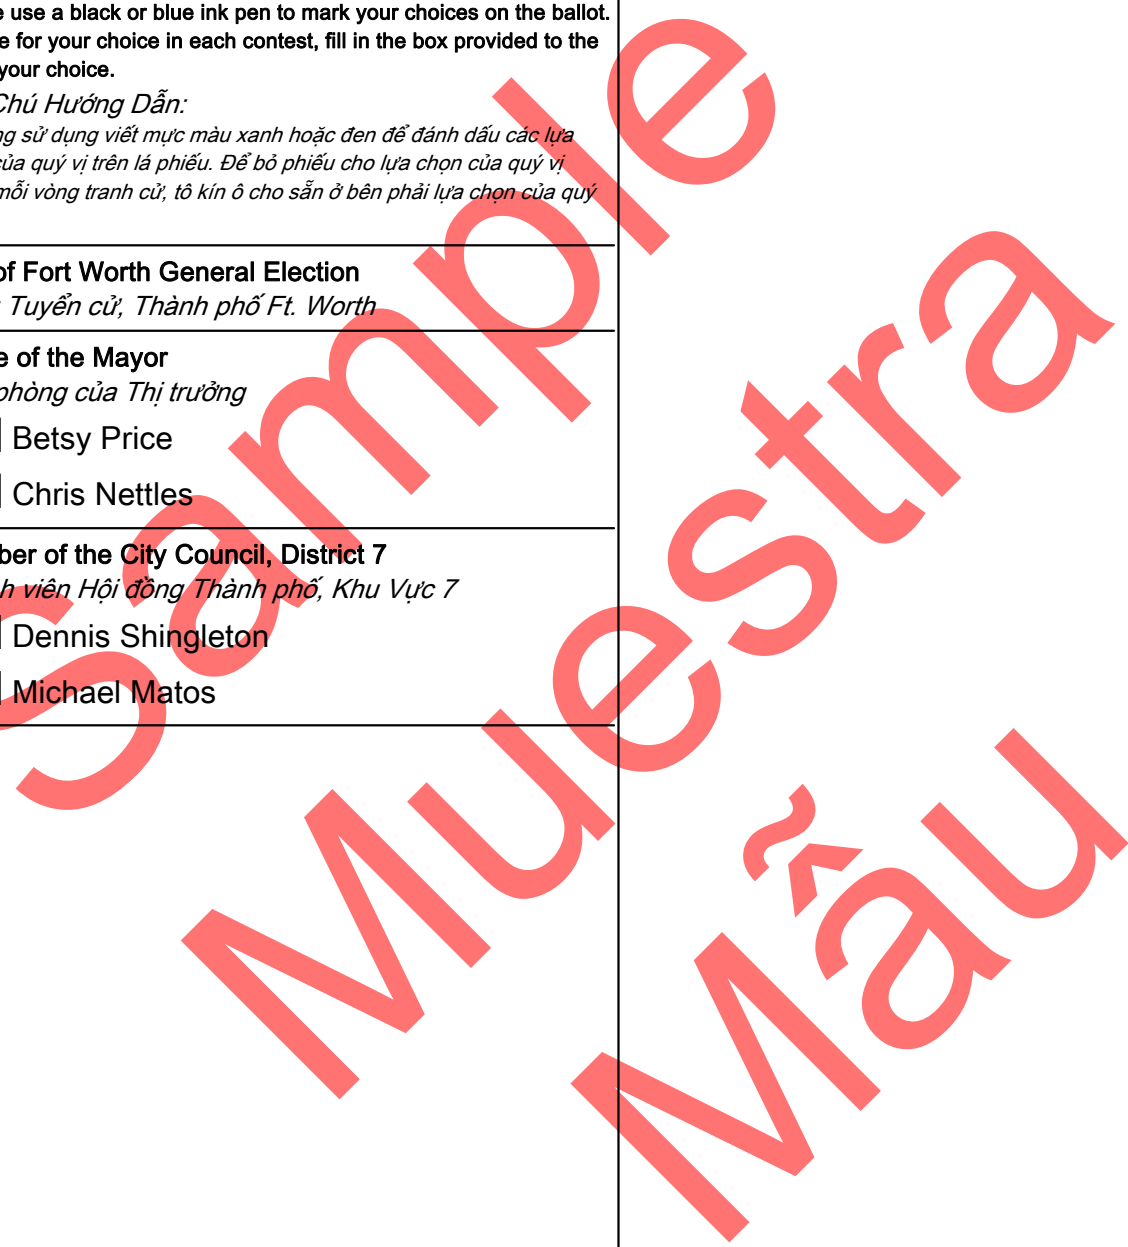 e use a black or blue ink pen to mark your choices on the ballot.
e for your choice in each contest, fill in the box provided to the
your choice.
Chú Hướng Dẫn:
ng sử dụng viết mực màu xanh hoặc đen để đánh dấu các lựa
của quý vị trên lá phiếu. Để bỏ phiếu cho lựa chọn của quý vị
mỗi vòng tranh cử, tô kín ô cho sẵn ở bên phải lựa chọn của quý
of Fort Worth General Election
Tuyển cử, Thành phố Ft. Worth
e of the Mayor
phòng của Thị trưởng
Betsy Price
Chris Nettles
ber of the City Council, District 7
h viên Hội đồng Thành phố, Khu Vực 7
Dennis Shingleton
Michael Matos
Sample
Muestra
Mẫu